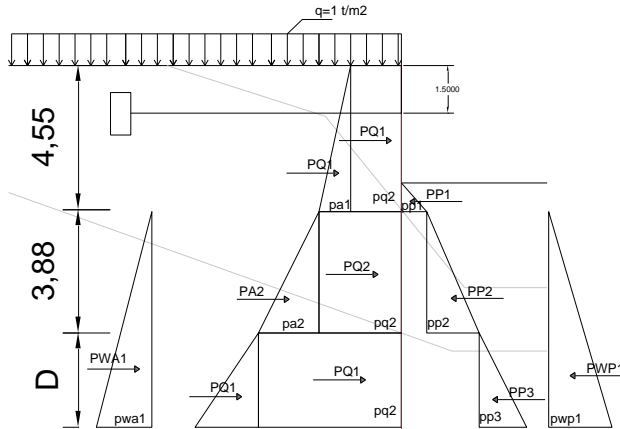 q=1 t/m2
1.5000
4,55
PQ1
PQ1
PP1
pa1
pq2
pp1
3,88
PQ2
PA2
PP2
pa2
pq2
pp2
D
PWA1
PQ1
PQ1
PP3
PWP1
pwa1
pq2
pp3
pwp1